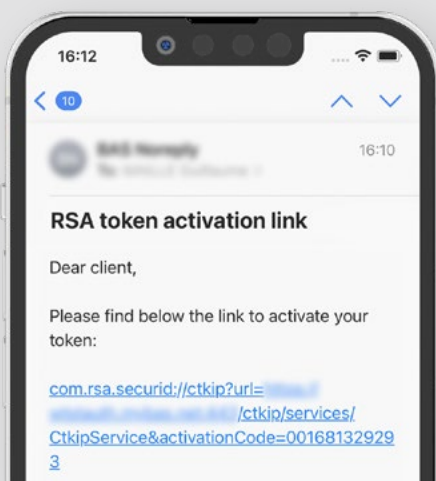 16:12
10
16:10
RSA token activation link
Dear client,
Please find below the link to activate your
token:
com.rsa.securid://ctkip?url=
/ctkip/services/
CtkipService&activationCode=00168132929
3